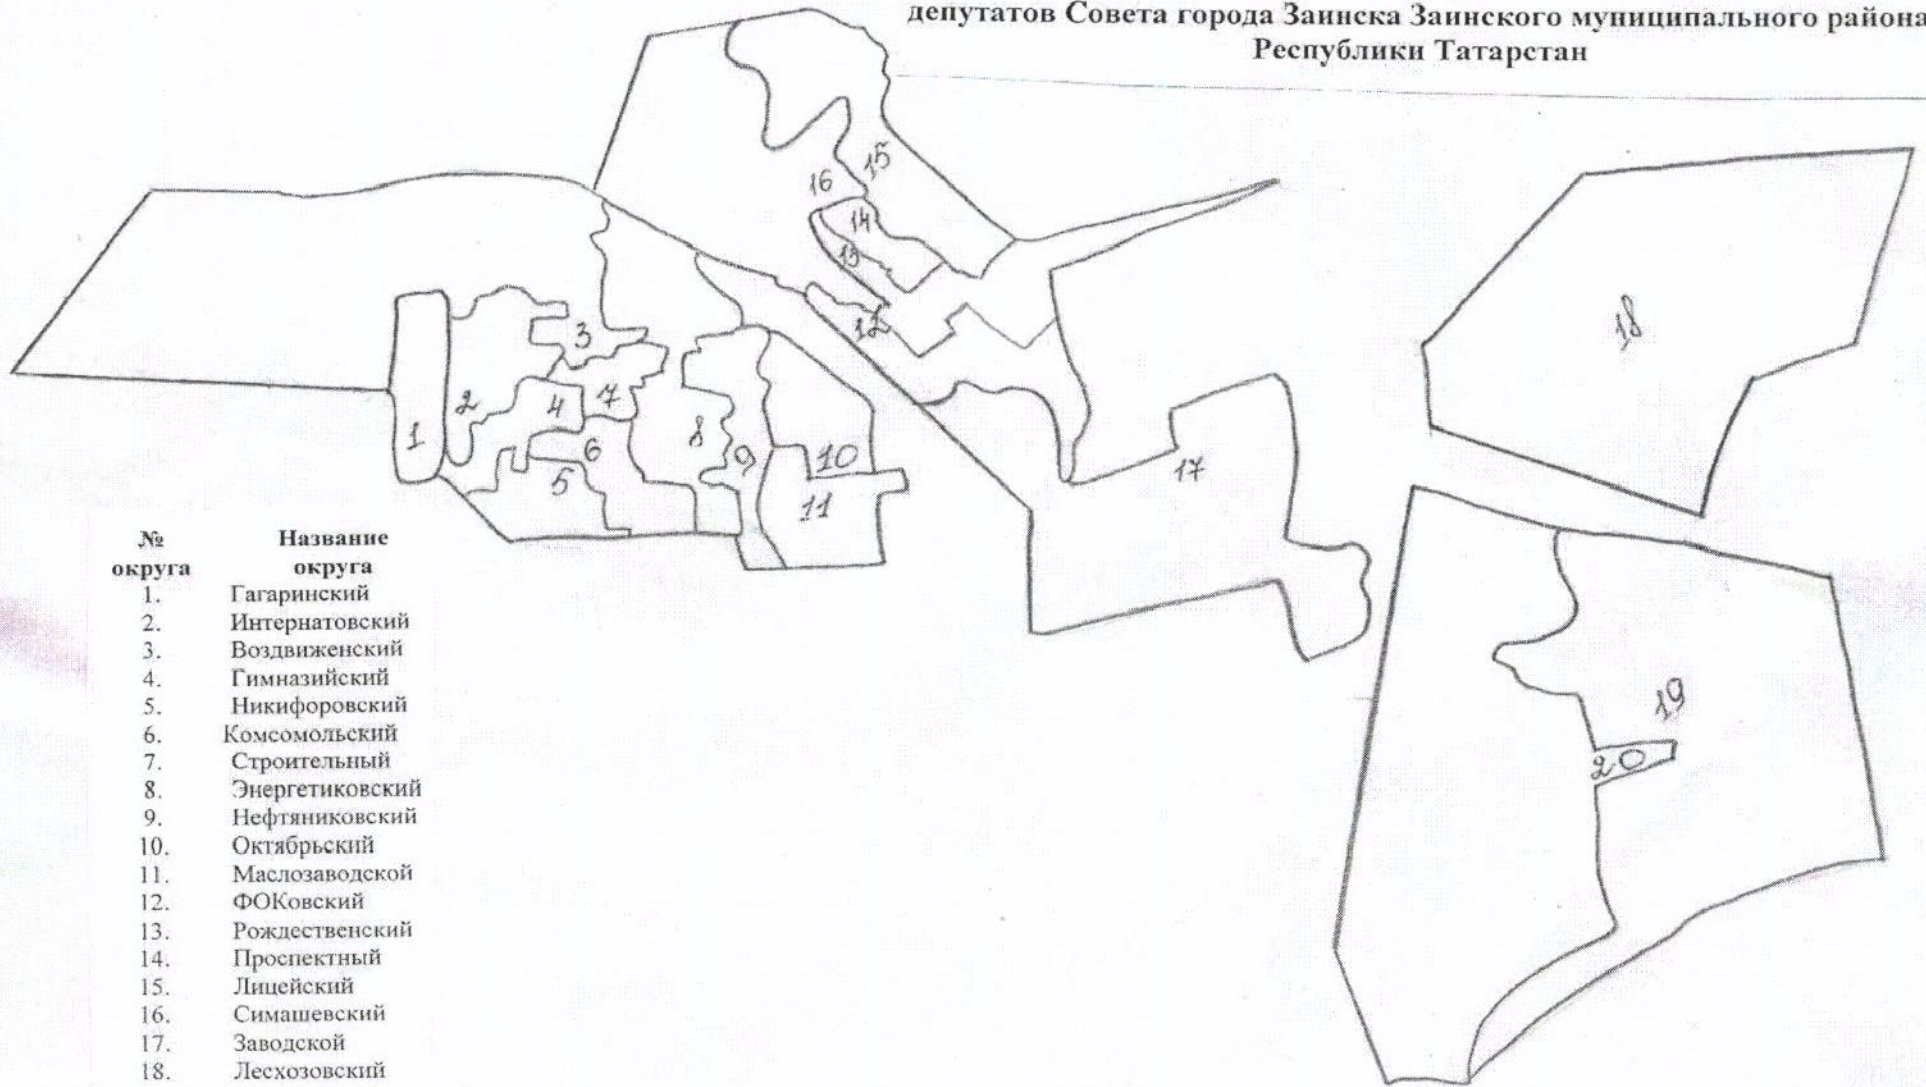 депутатов Совета города Заинска Заинского муниципального района
Республики Татарстан
15
16
14
13
12
3
18
2
4
7
1
6
8
9
10
17
5
11
19
20
№ округа Название округа
1. Гагаринский
2. Интернатовский
3. Воздвиженский
4. Гимназийский
5. Никифоровский
6. Комсомольский
7. Строительный
8. Энергетиковский
9. Нефтяниковский
10. Октябрьский
11. Маслозаводской
12. ФОКовский
13. Рождественский
14. Проспектный
15. Лицейский
16. Симашевский
17. Заводской
18. Лесхозовский